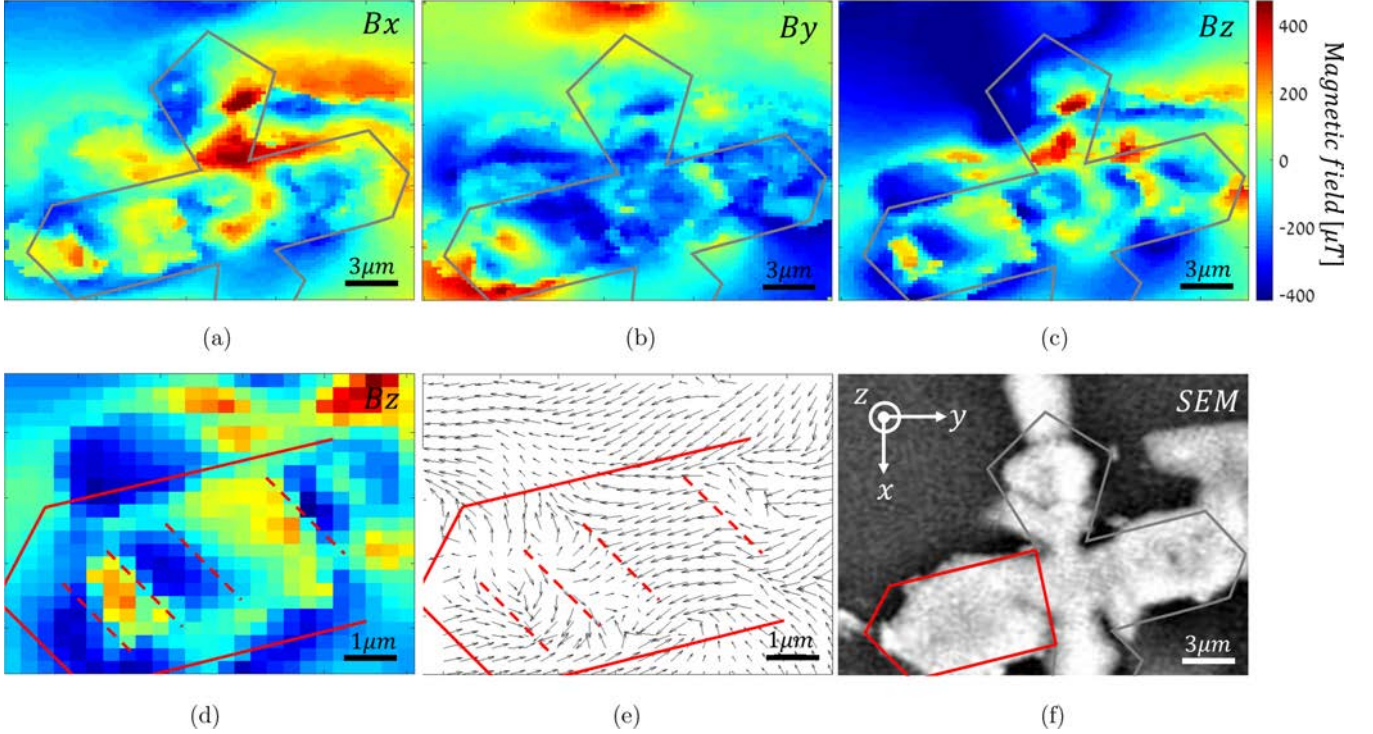 Bx
By
Bz
3μm
3μm
3μm
400
200
0
-200
-400
Magnetic field [μT]
(a)
(b)
(c)
Bz
1μm
1μm
SEM
z
y
x
3μm
(d)
(e)
(f)